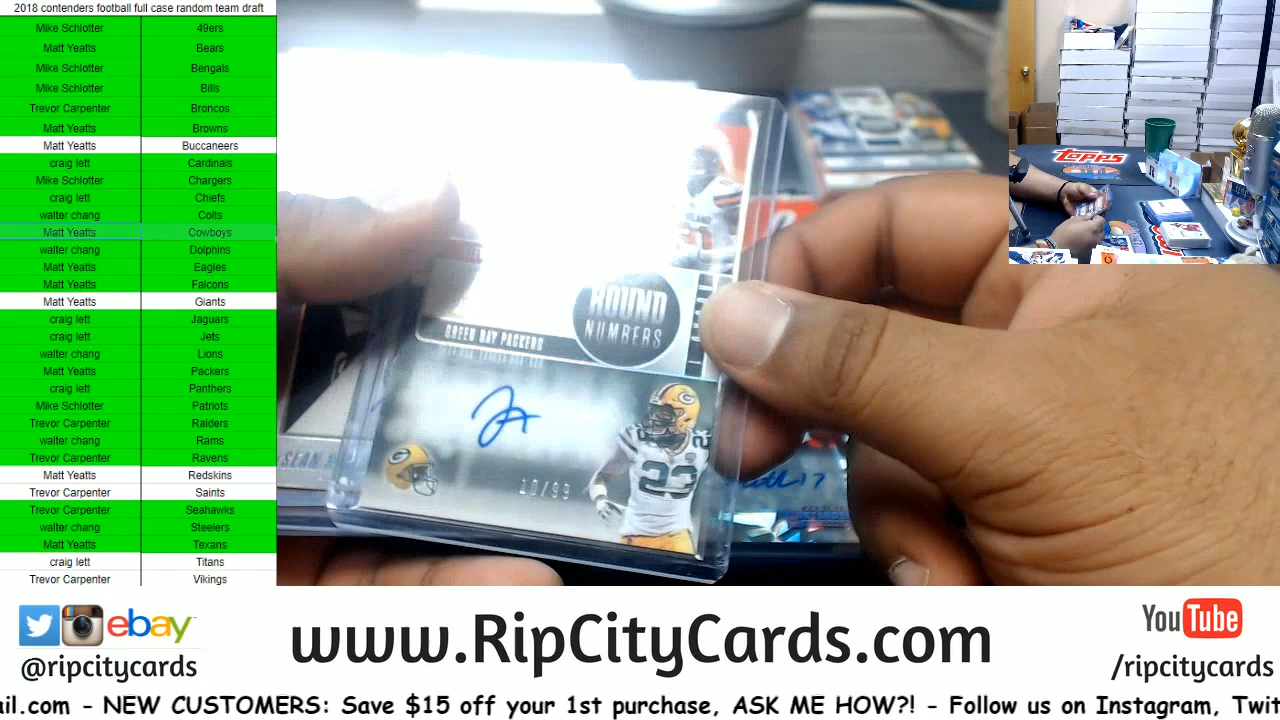 2018 contenders football full case random team draft
Mike Schlotter 49ers
Matt Yeatts Bears
Mike Schlotter Bengals
Mike Schlotter Bills
Trevor Carpenter Broncos
Matt Yeatts Browns
Matt Yeatts Buccaneers
craig lett Cardinals
Mike Schlotter Chargers
craig lett Chiefs
walter chang Colts
Matt Yeatts Cowboys
walter chang Dolphins
Matt Yeatts Eagles
Matt Yeatts Falcons
Matt Yeatts Giants
craig lett Jaguars
craig lett Jets
walter chang Lions
Matt Yeatts Packers
craig lett Panthers
Mike Schlotter Patriots
Trevor Carpenter Raiders
walter chang Rams
Trevor Carpenter Ravens
Matt Yeatts Redskins
Trevor Carpenter Saints
Trevor Carpenter Seahawks
walter chang Steelers
Matt Yeatts Texans
craig lett Titans
Trevor Carpenter Vikings
ROUND
NUMBERS
GREEN BAY PACKERS
23
/99
SEAN
17
Topps
ebay
@ripcitycards
www.RipCityCards.com
YouTube
/ripcitycards
ail.com - NEW CUSTOMERS: Save $15 off your 1st purchase, ASK ME HOW?! - Follow us on Instagram, Twit